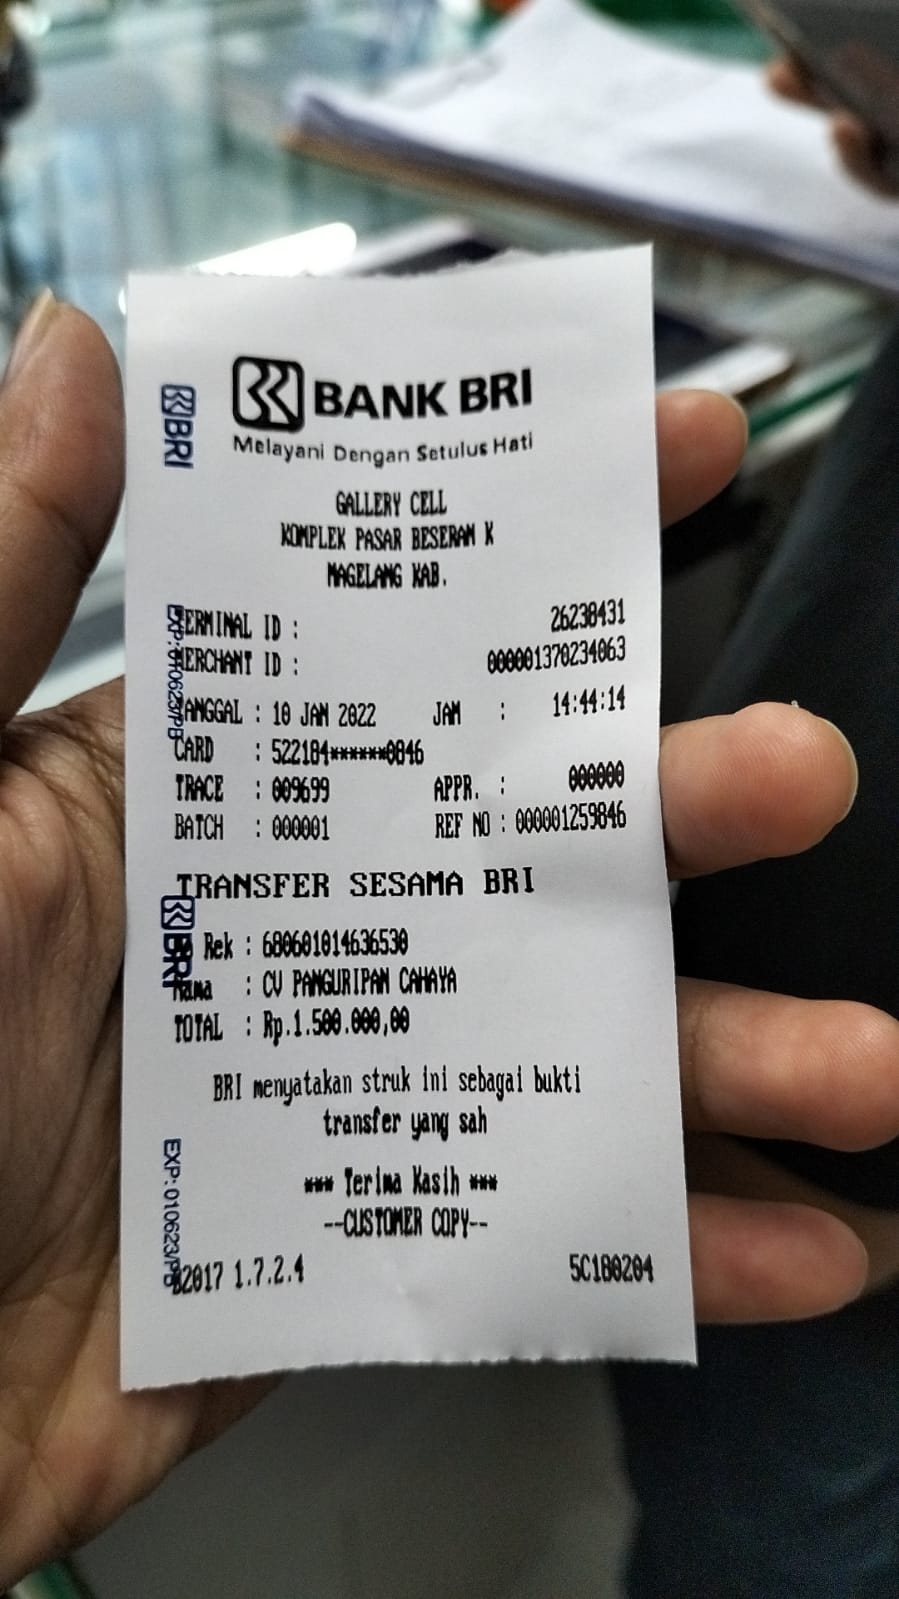 BANK BRI
Melayani Dengan Setulus Hati
GALLERY CELL
KOMPLEK PASAR BESERAN K
MAGELANG KAB.
TERMINAL ID : 26238431
MERCHANT ID : 000001370234063
TANGGAL : 10 JAN 2022 JAM : 14:44:14
CARD : 522184******0846
TRACE : 009699 APPR. : 000000
BATCH : 000001 REF NO : 000001259846
TRANSFER SESAMA BRI
Rek : 680601014636530
Nama : CV PANGURIPAN CAHAYA
TOTAL : Rp.1.500.000,00
BRI menyatakan struk ini sebagai bukti
transfer yang sah
*** Terima Kasih ***
--CUSTOMER COPY--
2017 1.7.2.4 5C180204
BRI
EXP: 010623/PB
BRI
EXP: 010623/PB